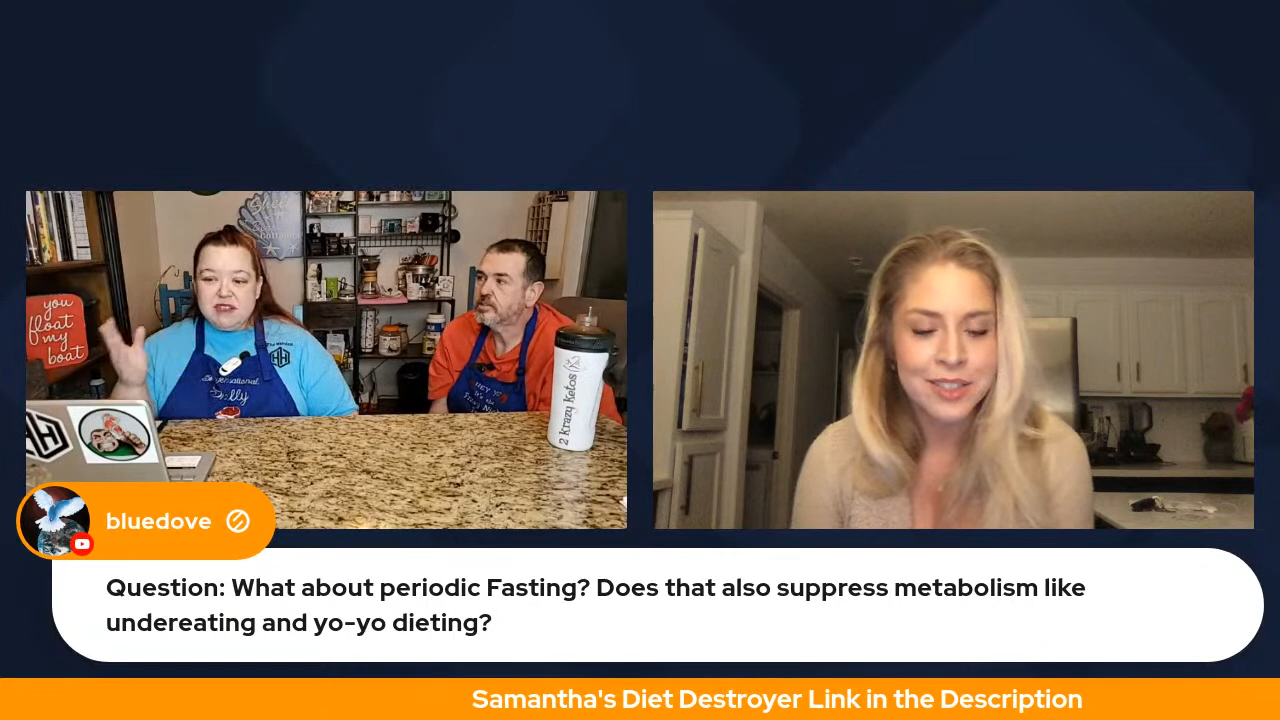 you
float
my
boat
2 Krazy Ketos
bluedove
Question: What about periodic Fasting? Does that also suppress metabolism like
undereating and yo-yo dieting?
Samantha's Diet Destroyer Link in the Description